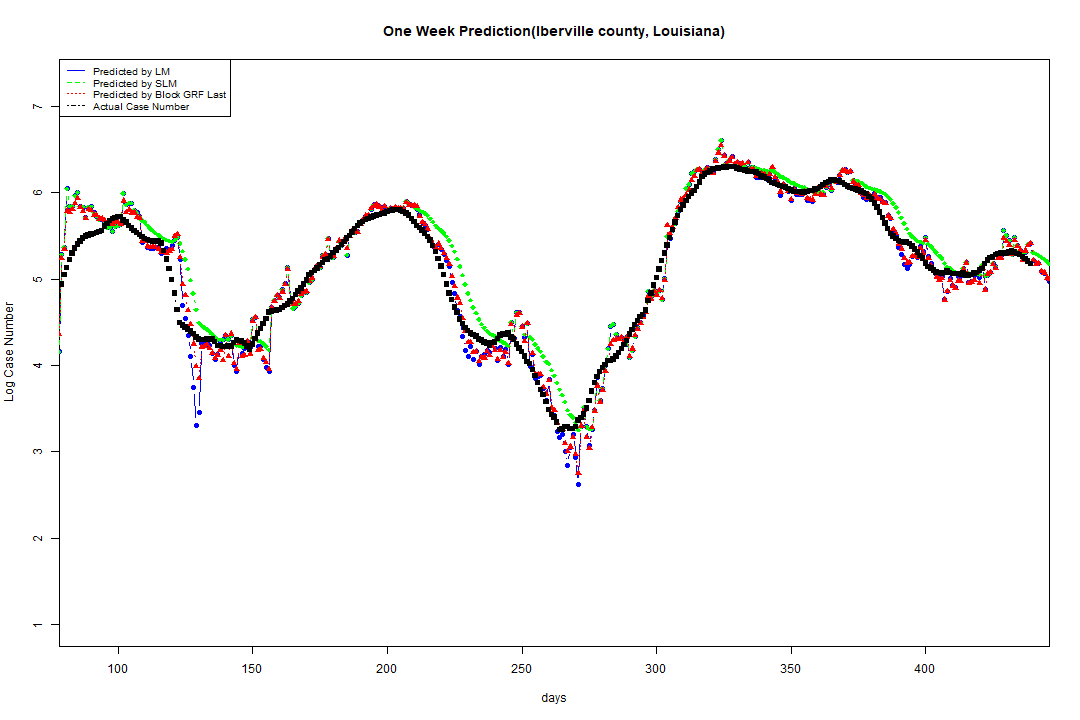 One Week Prediction(Iberville county, Louisiana)
Predicted by LM
Predicted by SLM
Predicted by Block GRF Last
Actual Case Number
7
6
5
4
3
2
1
Log Case Number
100 150 200 250 300 350 400
days